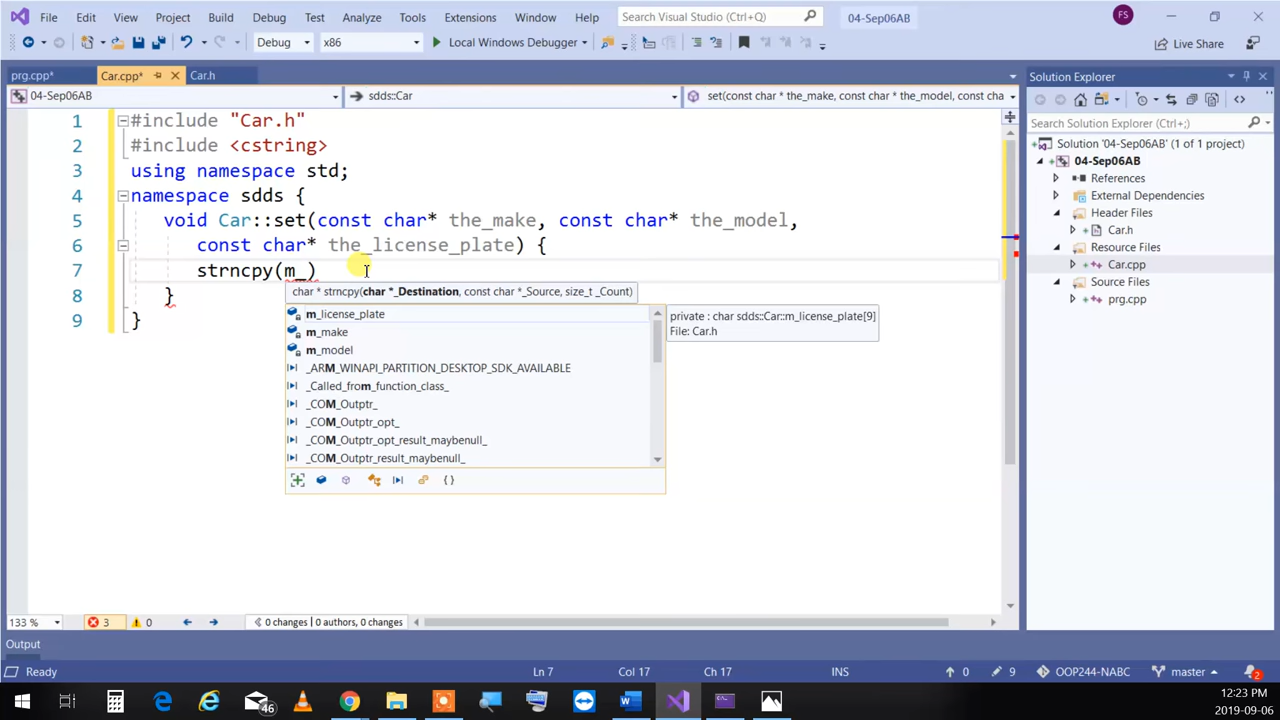 File Edit View Project Build Debug Test Analyze Tools Extensions Window Help Search Visual Studio (Ctrl+Q) 04-Sep06AB FS
Debug x86 Local Windows Debugger Live Share
prg.cpp* Car.cpp* Car.h
04-Sep06AB sdds::Car set(const char * the_make, const char * the_model, const cha
1 #include "Car.h"
2 #include <cstring>
3 using namespace std;
4 namespace sdds {
5 void Car::set(const char* the_make, const char* the_model,
6 const char* the_license_plate) {
7 strncpy(m_)
char * strncpy(char *_Destination, const char *_Source, size_t _Count)
8 }
9 }
m_license_plate
m_make
m_model
_ARM_WINAPI_PARTITION_DESKTOP_SDK_AVAILABLE
_Called_from_function_class_
_COM_Outptr_
_COM_Outptr_opt_
_COM_Outptr_opt_result_maybenull_
_COM_Outptr_result_maybenull_
{ }
private : char sdds::Car::m_license_plate[9]
File: Car.h
Solution Explorer
Search Solution Explorer (Ctrl+;)
Solution '04-Sep06AB' (1 of 1 project)
04-Sep06AB
References
External Dependencies
Header Files
Car.h
Resource Files
Car.cpp
Source Files
prg.cpp
133 % 3 0 0 changes | 0 authors, 0 changes
Output
Ready Ln 7 Col 17 Ch 17 INS 0 9 OOP244-NABC master 2
46 12:23 PM
2019-09-06